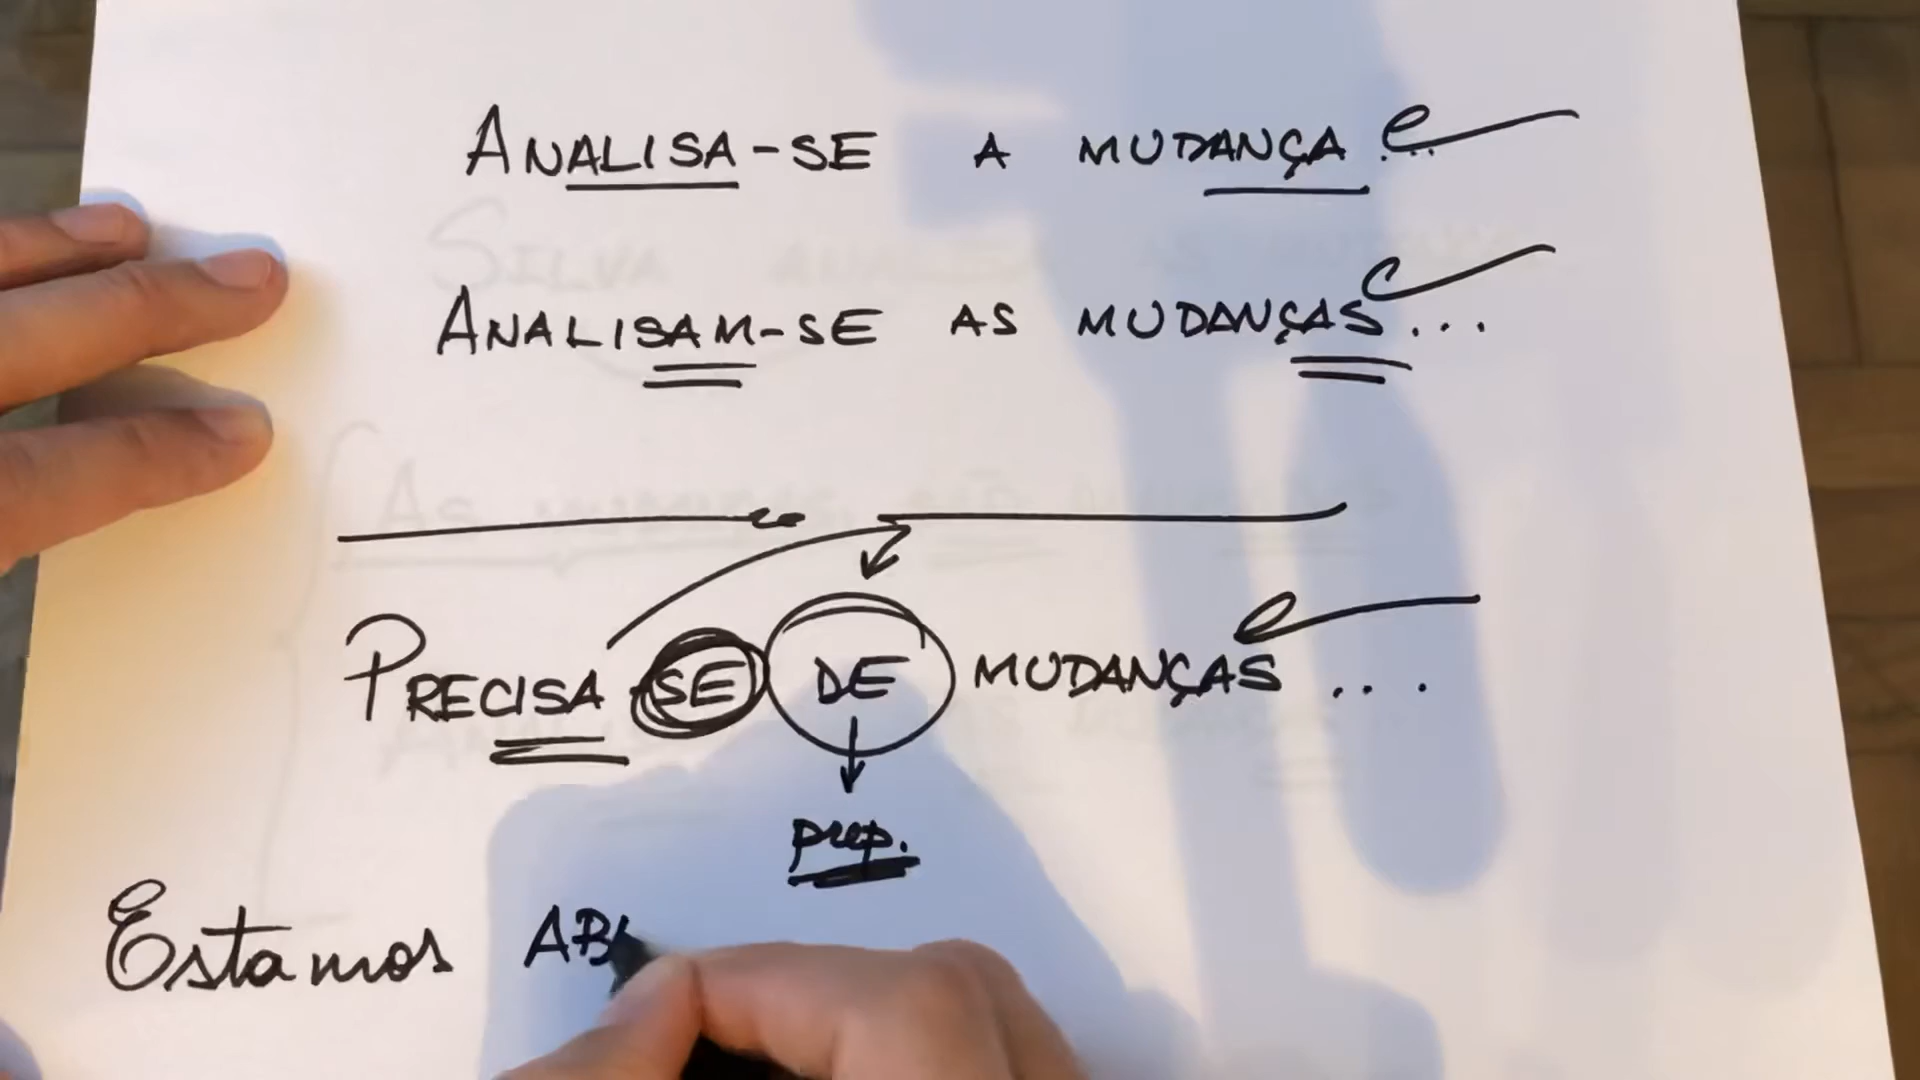 ANALISA-SE A MUDANÇA...
ANALISAM-SE AS MUDANÇAS...
PRECISA-SE DE MUDANÇAS...
prep.
Estamos AB